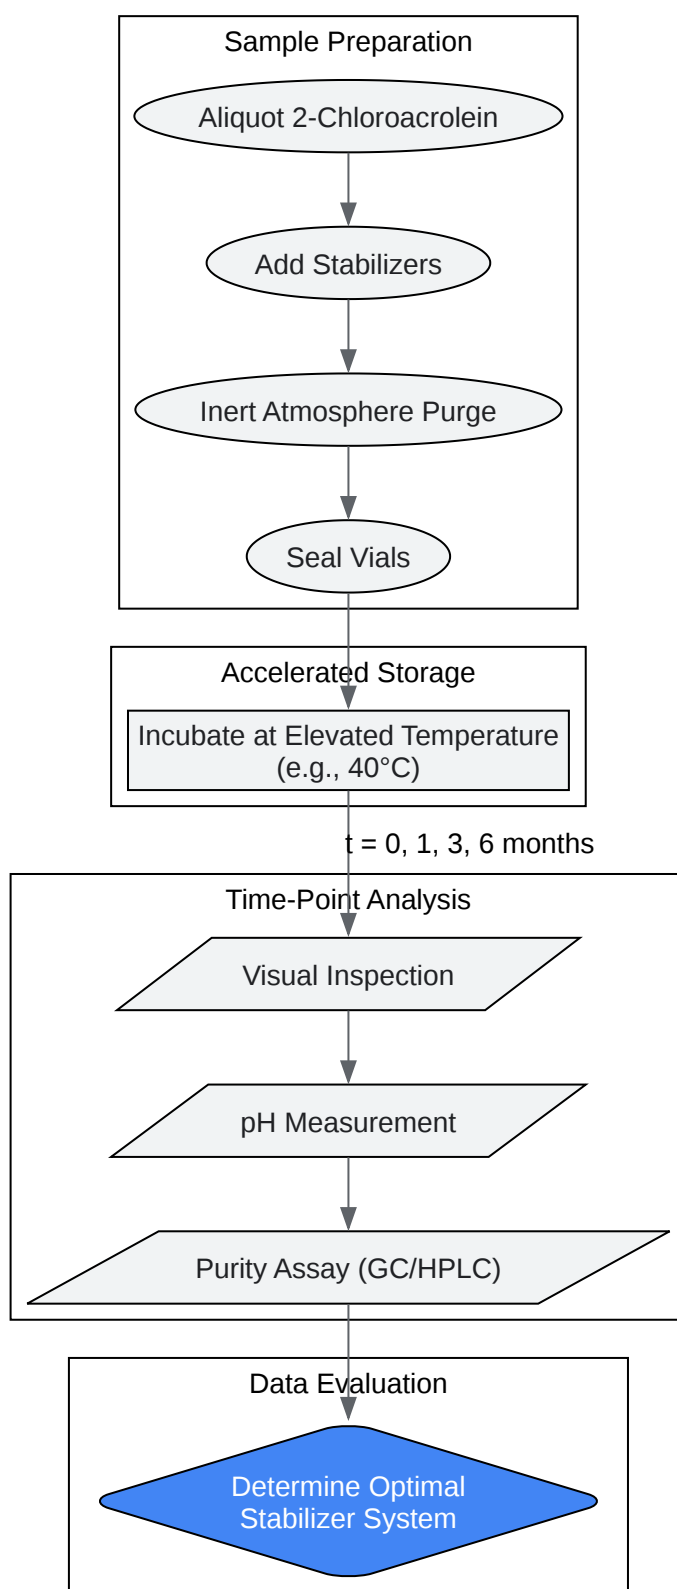 Sample Preparation
Aliquot 2-Chloroacrolein
Add Stabilizers
Inert Atmosphere Purge
Seal Vials
Accelerated Storage
Incubate at Elevated Temperature
(e.g., 40°C)
t = 0, 1, 3, 6 months
Time-Point Analysis
Visual Inspection
pH Measurement
Purity Assay (GC/HPLC)
Data Evaluation
Determine Optimal
Stabilizer System